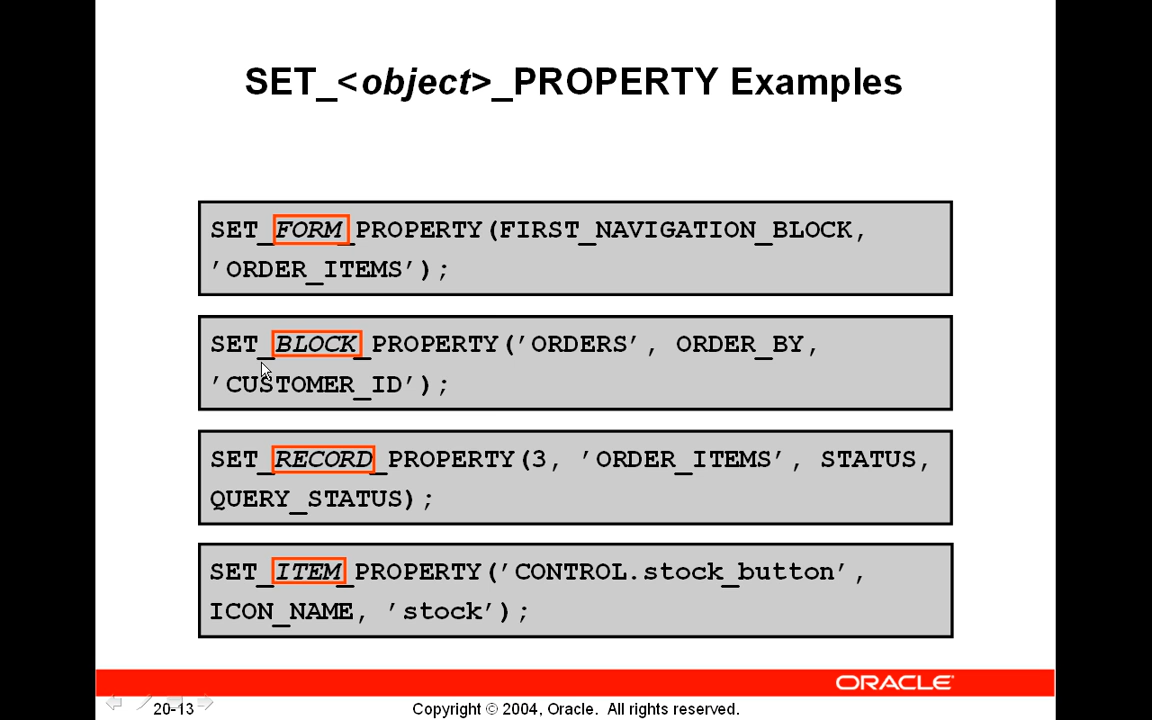 SET_<object>_PROPERTY Examples
SET_FORM_PROPERTY(FIRST_NAVIGATION_BLOCK,
'ORDER_ITEMS');
SET_BLOCK_PROPERTY('ORDERS', ORDER_BY,
'CUSTOMER_ID');
SET_RECORD_PROPERTY(3, 'ORDER_ITEMS', STATUS,
QUERY_STATUS);
SET_ITEM_PROPERTY('CONTROL.stock_button',
ICON_NAME, 'stock');
ORACLE
20-13
Copyright © 2004, Oracle. All rights reserved.